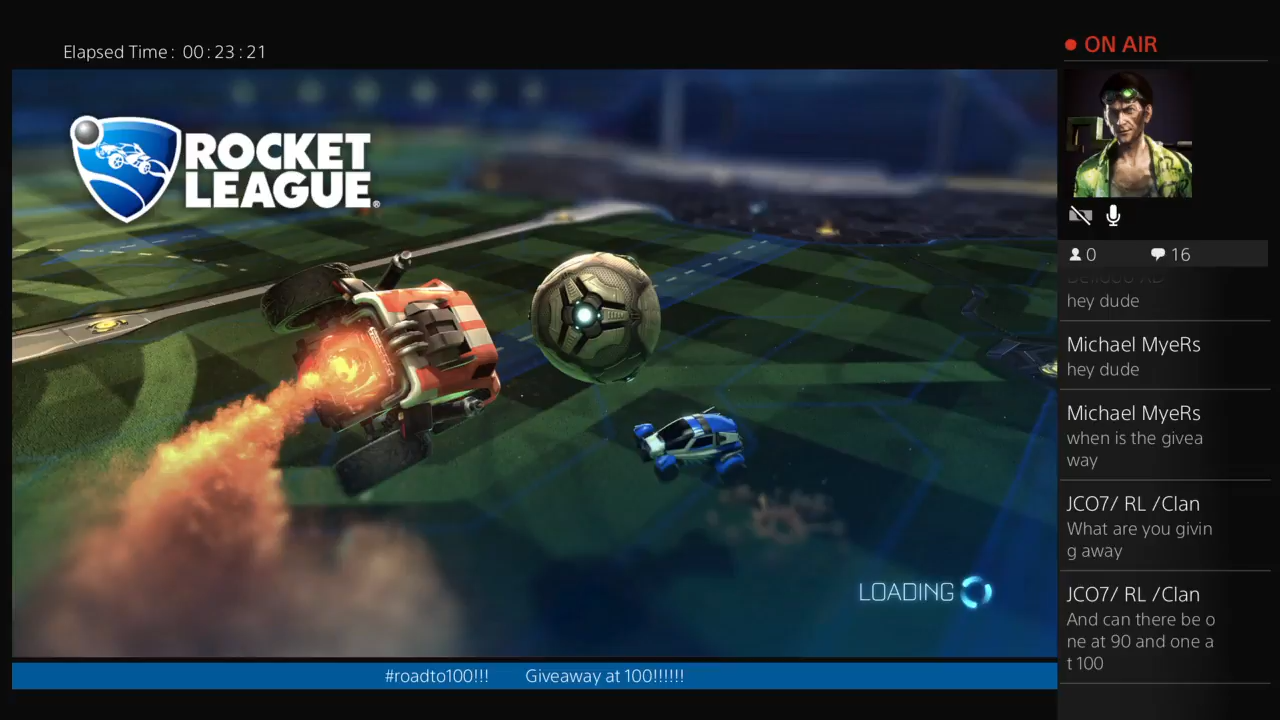 Elapsed Time: 00:23:21
ON AIR
ROCKET
LEAGUE®
0 16
hey dude
Michael MyeRs
hey dude
Michael MyeRs
when is the givea
way
JCO7/ RL /Clan
What are you givin
g away
JCO7/ RL /Clan
And can there be o
ne at 90 and one a
t 100
LOADING
#roadto100!!! Giveaway at 100!!!!!!